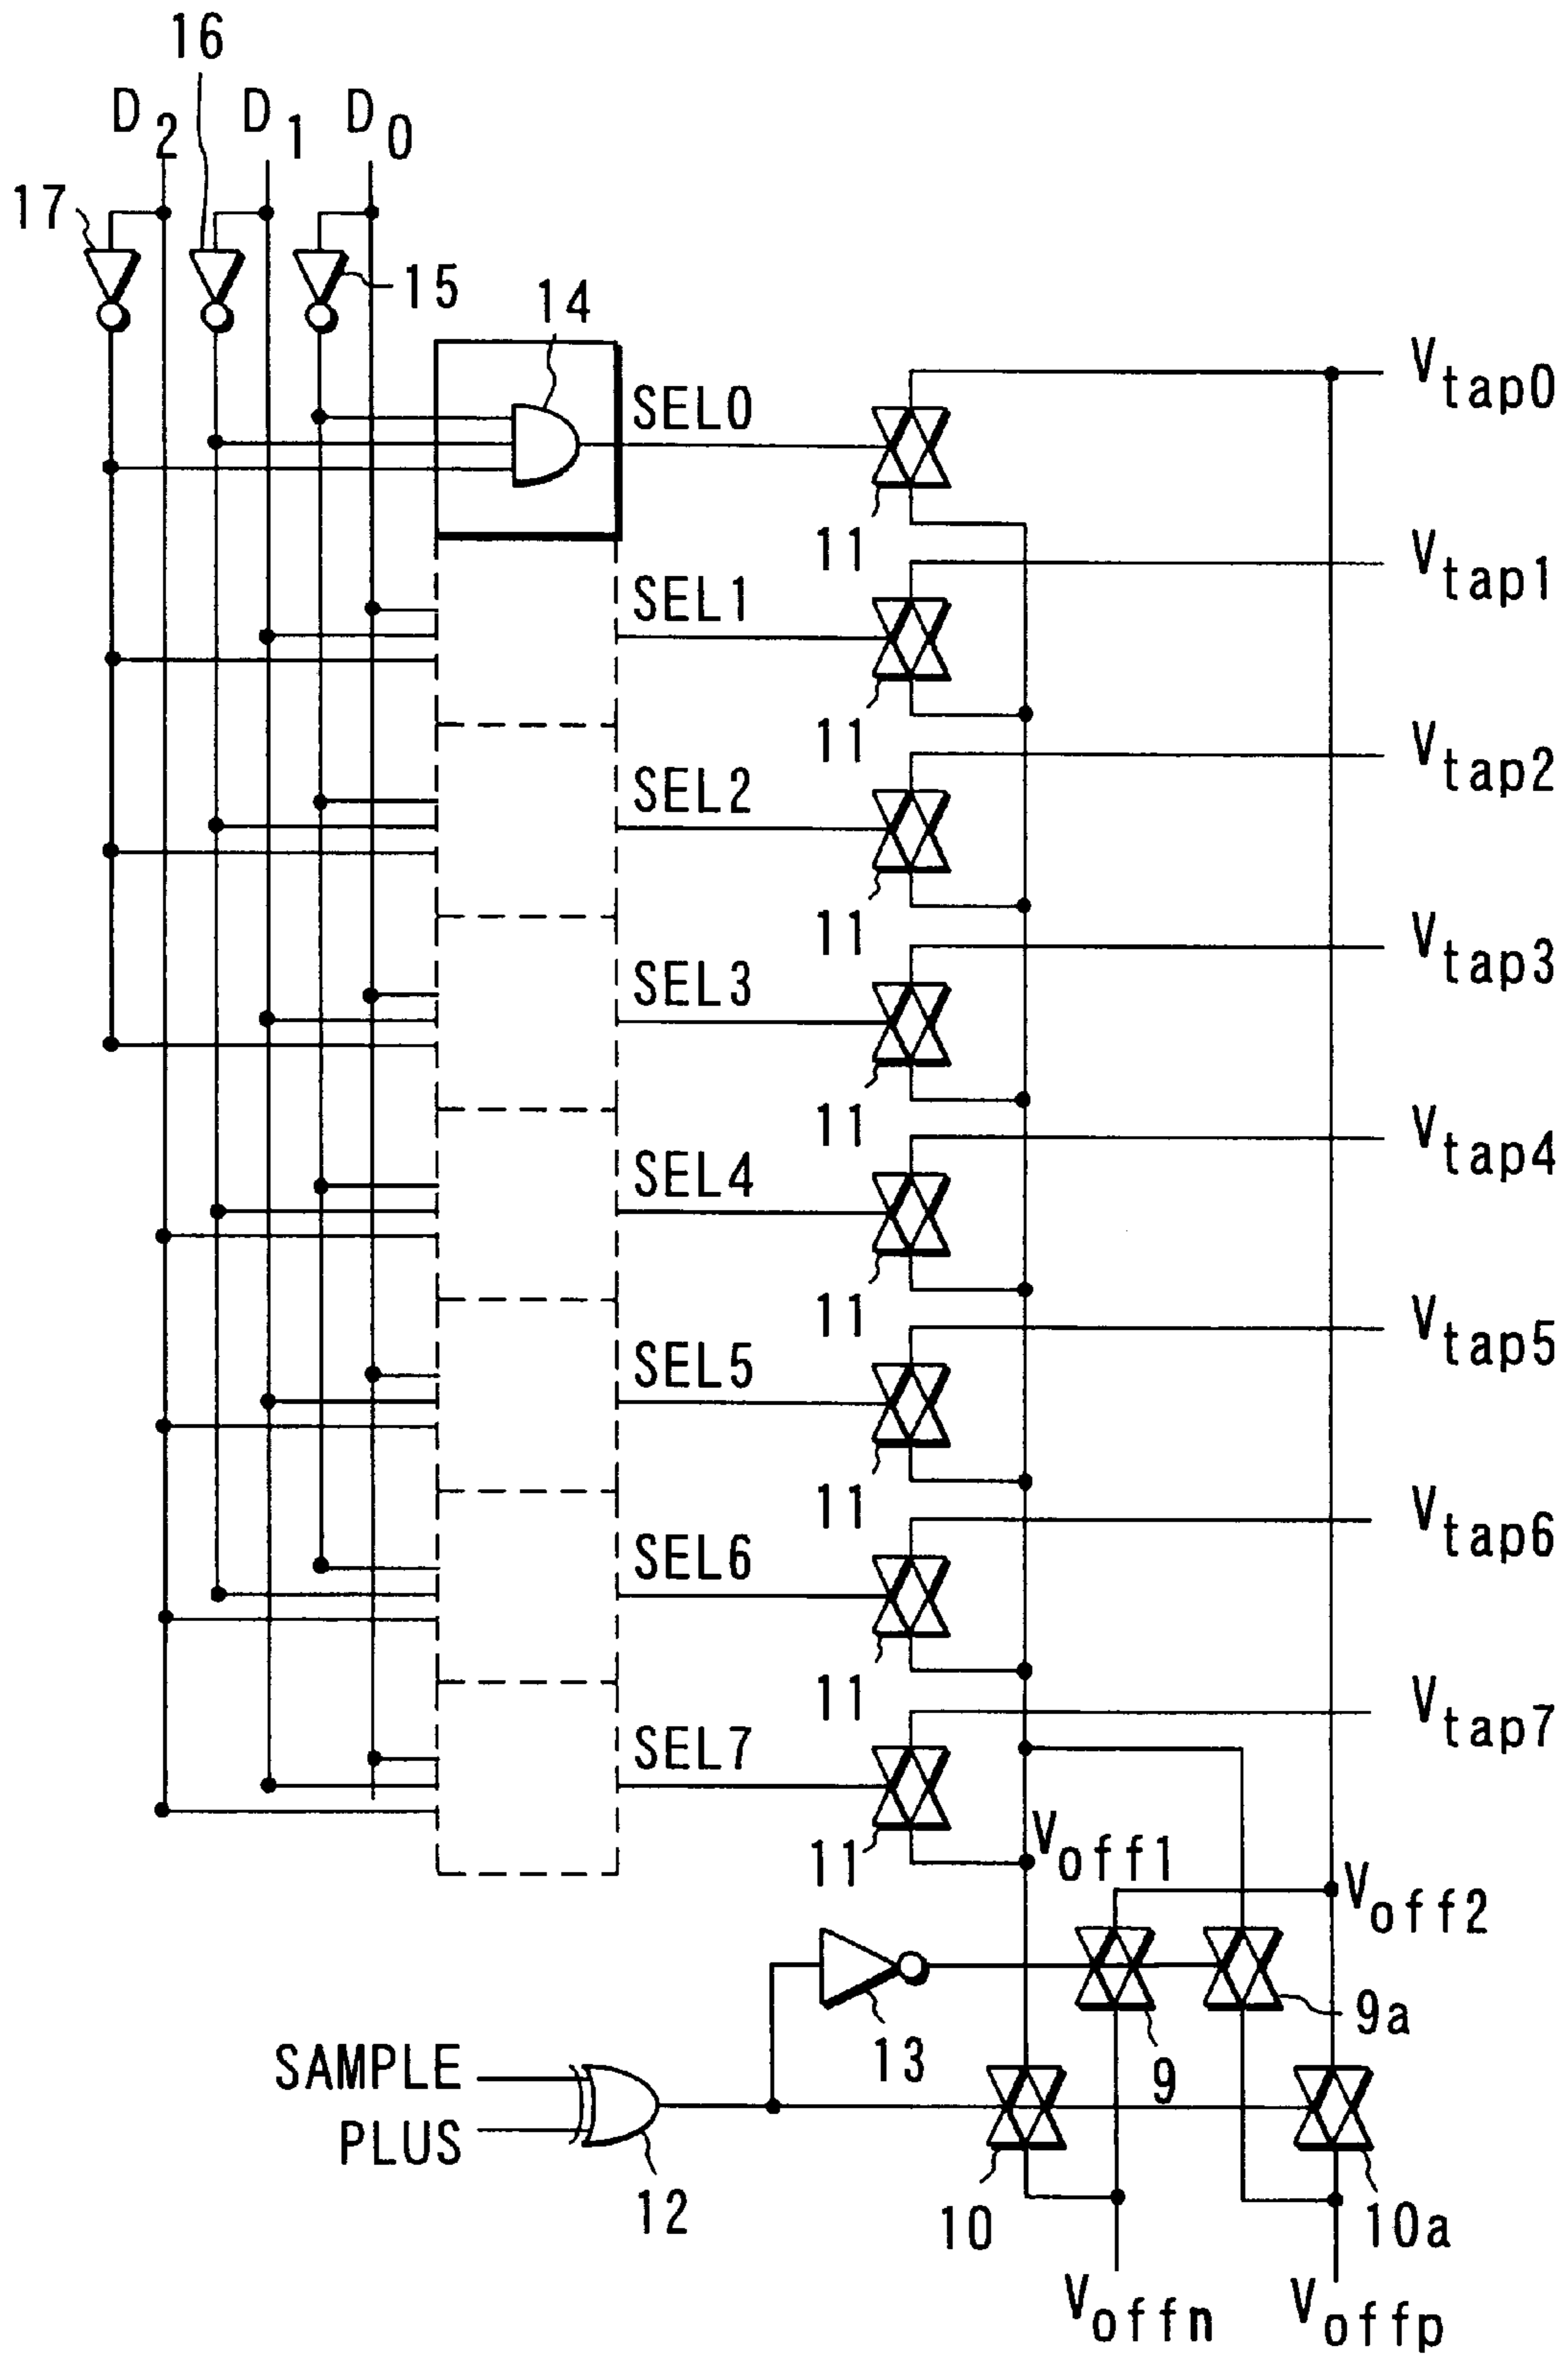 16
D2 D1 D0
17
15
14
SEL0
Vtap0
11
SEL1
Vtap1
11
SEL2
Vtap2
11
SEL3
Vtap3
11
SEL4
Vtap4
11
SEL5
Vtap5
11
SEL6
Vtap6
11
SEL7
Vtap7
11
Voff1
Voff2
9a
13
9
SAMPLE
PLUS
12
10
10a
Voffn
Voffp